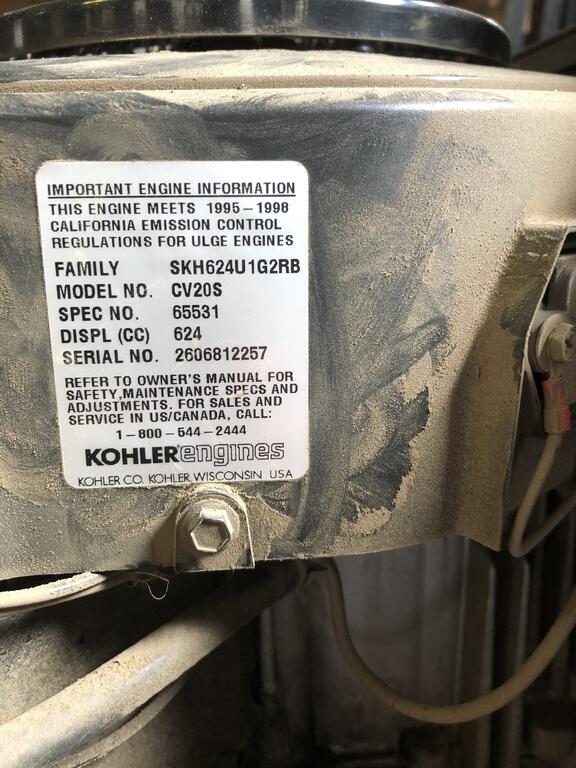 IMPORTANT ENGINE INFORMATION
THIS ENGINE MEETS 1995-1998
CALIFORNIA EMISSION CONTROL
REGULATIONS FOR ULGE ENGINES
FAMILY SKH624U1G2RB
MODEL NO. CV20S
SPEC NO. 65531
DISPL (CC) 624
SERIAL NO. 2606812257
REFER TO OWNER'S MANUAL FOR
SAFETY,MAINTENANCE SPECS AND
ADJUSTMENTS. FOR SALES AND
SERVICE IN US/CANADA, CALL:
1-800-544-2444
KOHLER engines
KOHLER CO. KOHLER, WISCONSIN USA